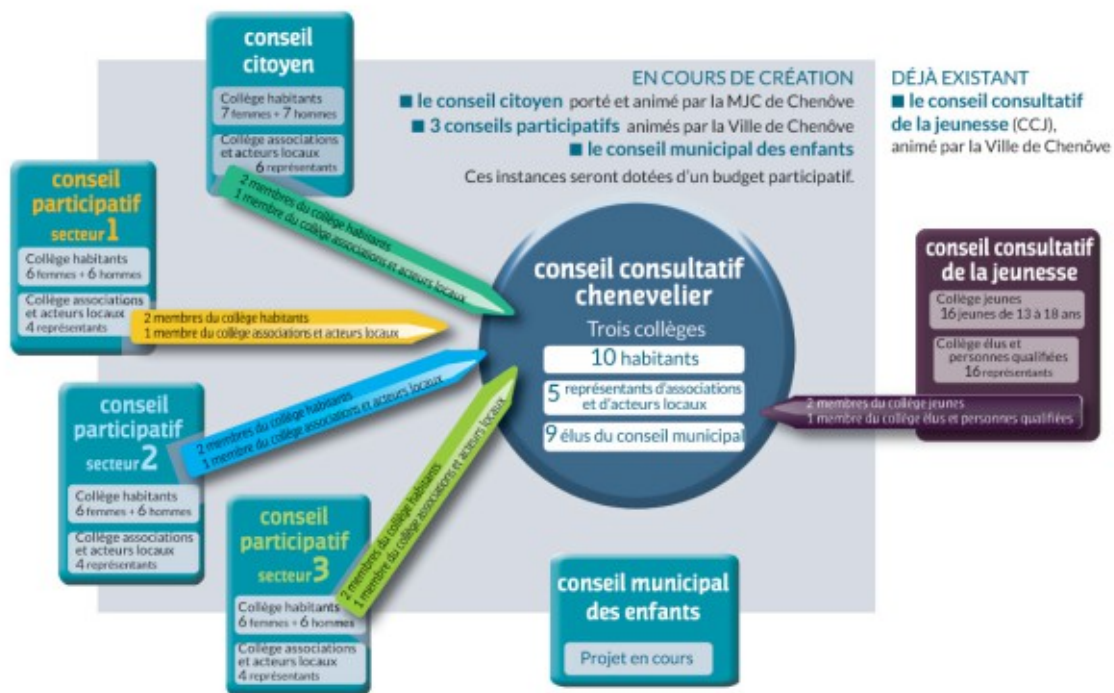 conseil
citoyen
Collège habitants
7 femmes + 7 hommes
Collège associations
et acteurs locaux
6 représentants
EN COURS DE CRÉATION
■ le conseil citoyen porté et animé par la MJC de Chenôve
■ 3 conseils participatifs animés par la Ville de Chenôve
■ le conseil municipal des enfants
Ces instances seront dotées d'un budget participatif.
DÉJÀ EXISTANT
■ le conseil consultatif
de la jeunesse (CCJ),
animé par la Ville de Chenôve
2 membres du collège habitants
1 membre du collège associations et acteurs locaux
conseil
participatif
secteur 1
Collège habitants
6 femmes + 6 hommes
Collège associations
et acteurs locaux
4 représentants
2 membres du collège habitants
1 membre du collège associations et acteurs locaux
conseil consultatif
chenevelier
Trois collèges
10 habitants
5 représentants d'associations
et d'acteurs locaux
9 élus du conseil municipal
conseil consultatif
de la jeunesse
Collège jeunes
16 jeunes de 13 à 18 ans
Collège élus et
personnes qualifiées
16 représentants
2 membres du collège jeunes
1 membre du collège élus et personnes qualifiées
conseil
participatif
secteur 2
Collège habitants
6 femmes + 6 hommes
Collège associations
et acteurs locaux
4 représentants
2 membres du collège habitants
1 membre du collège associations et acteurs locaux
conseil
participatif
secteur 3
Collège habitants
6 femmes + 6 hommes
Collège associations
et acteurs locaux
4 représentants
2 membres du collège habitants
1 membre du collège associations et acteurs locaux
conseil municipal
des enfants
Projet en cours